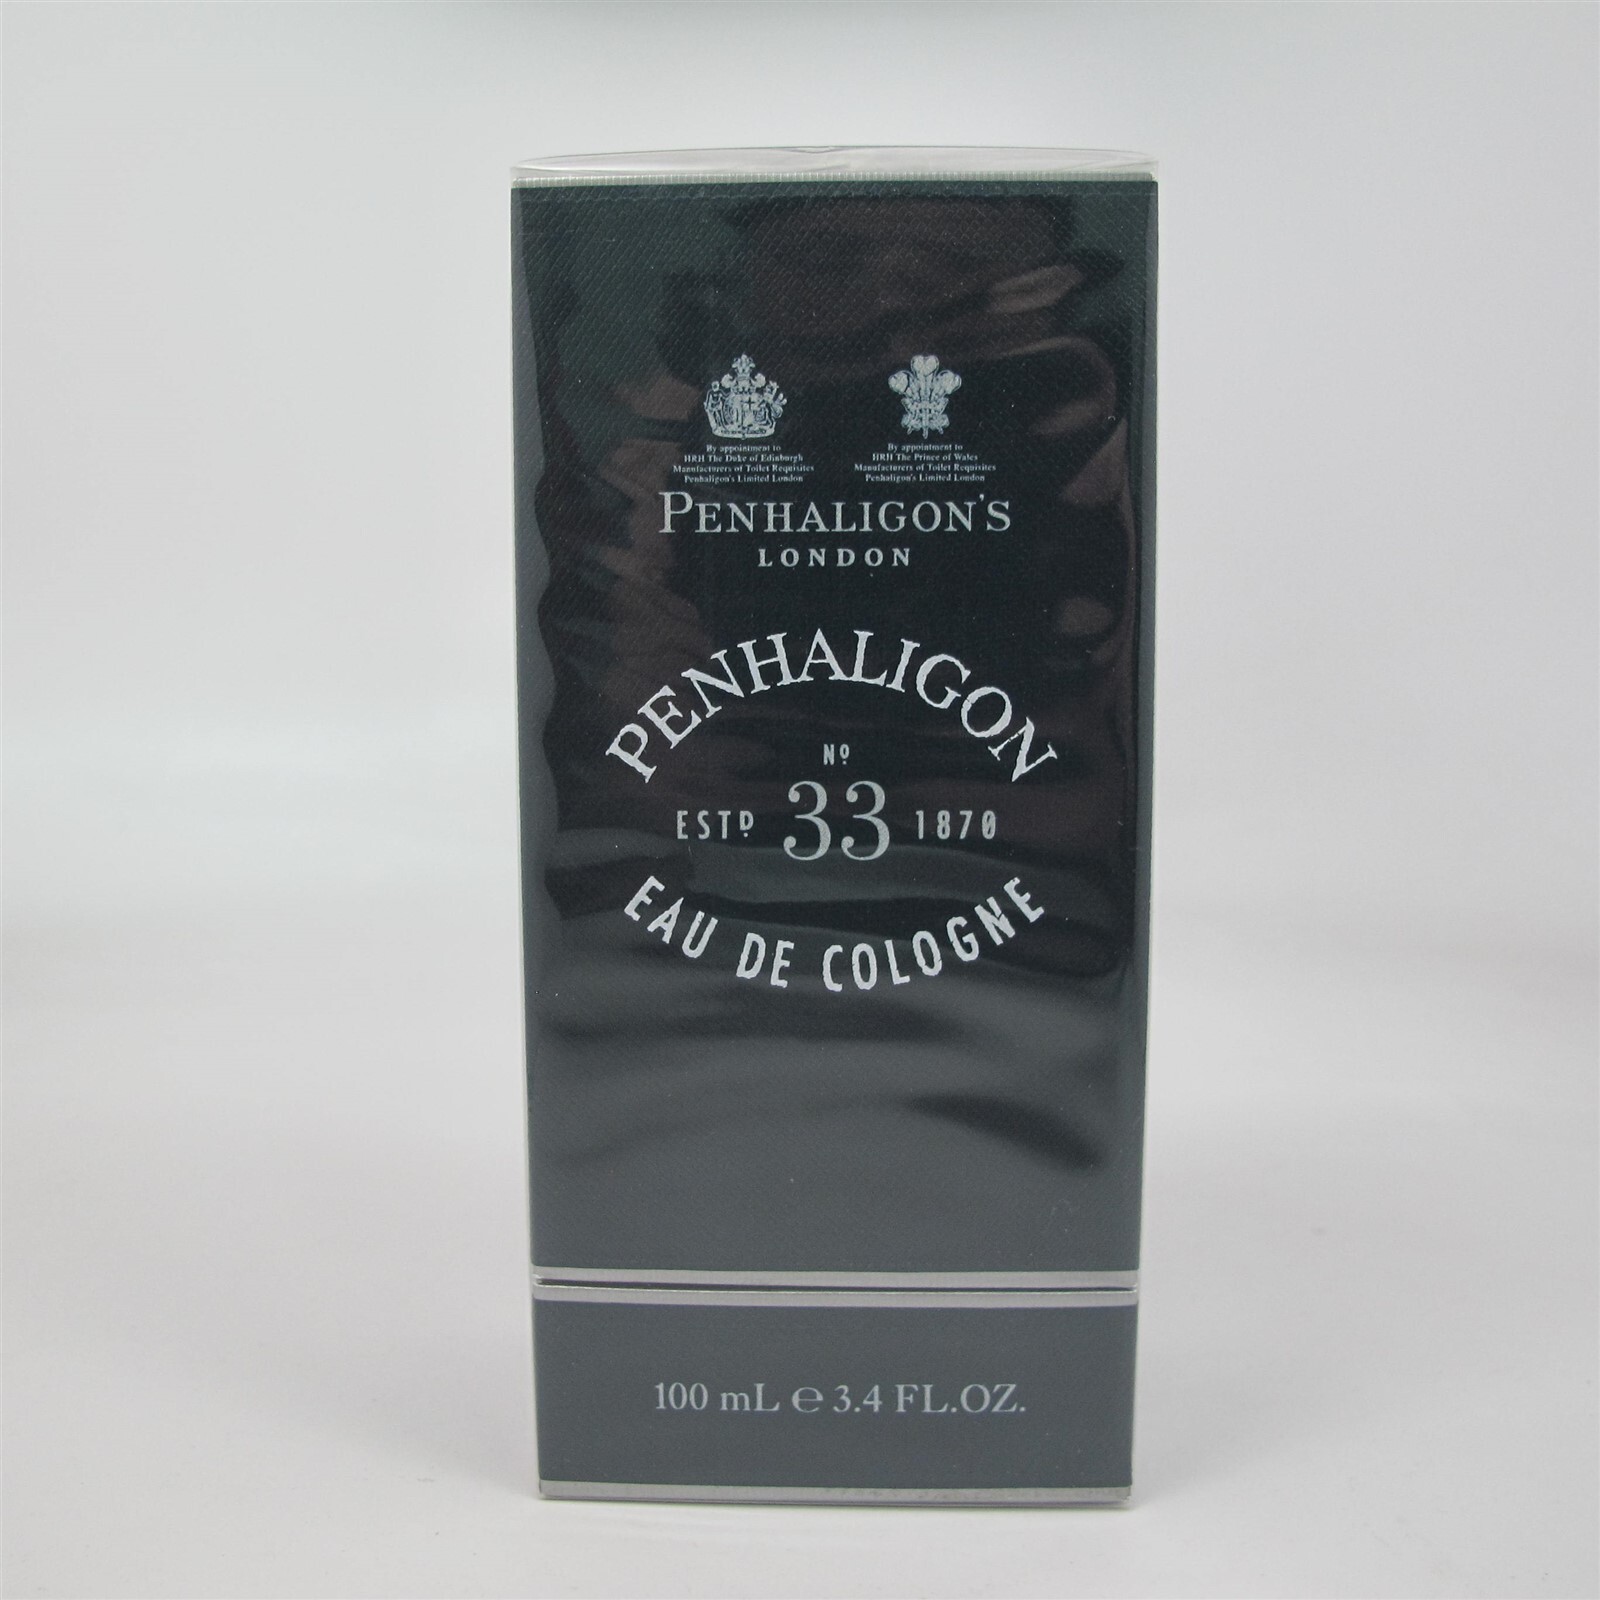 By appointment to
HRH The Duke of Edinburgh
Manufacturers of Toilet Requisites
Penhaligon's Limited London
By appointment to
HRH The Prince of Wales
Manufacturers of Toilet Requisites
Penhaligon's Limited London
PENHALIGON'S
LONDON
PENHALIGON
Nº
ESTD 33 1870
EAU DE COLOGNE
100 mL ℮ 3.4 FL.OZ.